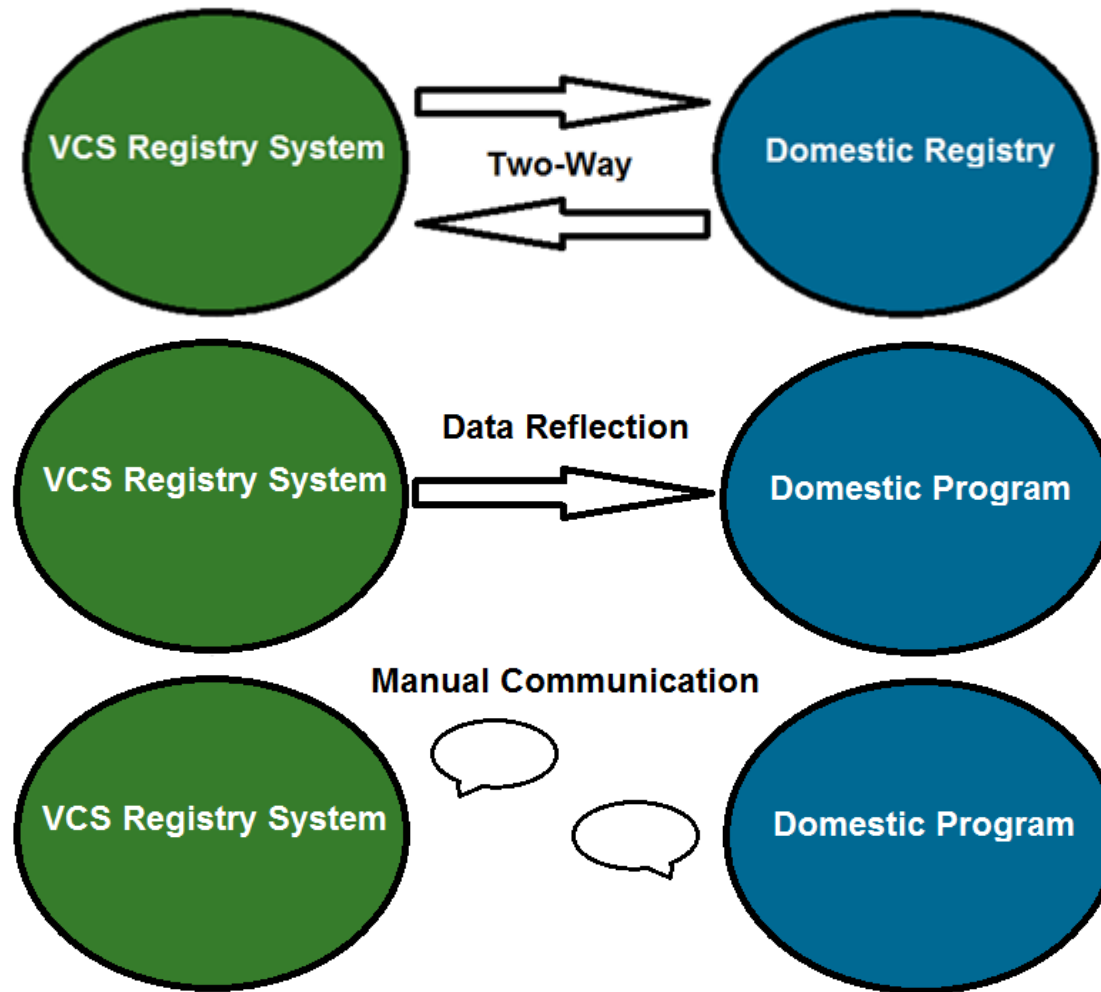 VCS Registry System
Two-Way
Domestic Registry
Data Reflection
VCS Registry System
Domestic Program
Manual Communication
VCS Registry System
Domestic Program